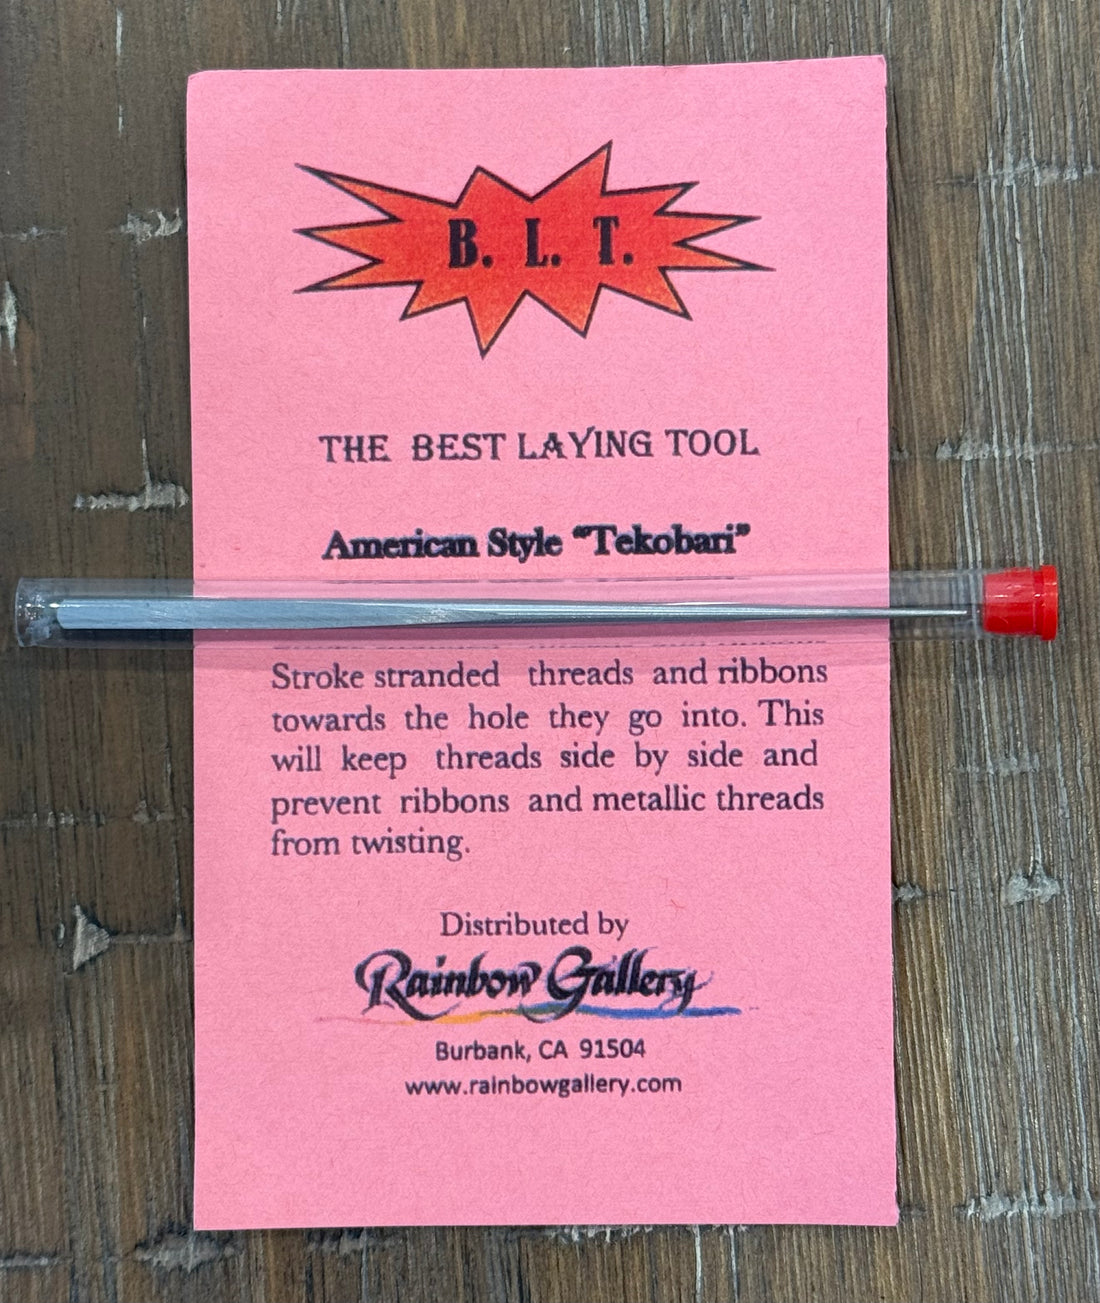 B. L. T.
THE BEST LAYING TOOL
American Style “Tekobari”
Stroke stranded threads and ribbons
towards the hole they go into. This
will keep threads side by side and
prevent ribbons and metallic threads
from twisting.
Distributed by
Rainbow Gallery
Burbank, CA 91504
www.rainbowgallery.com